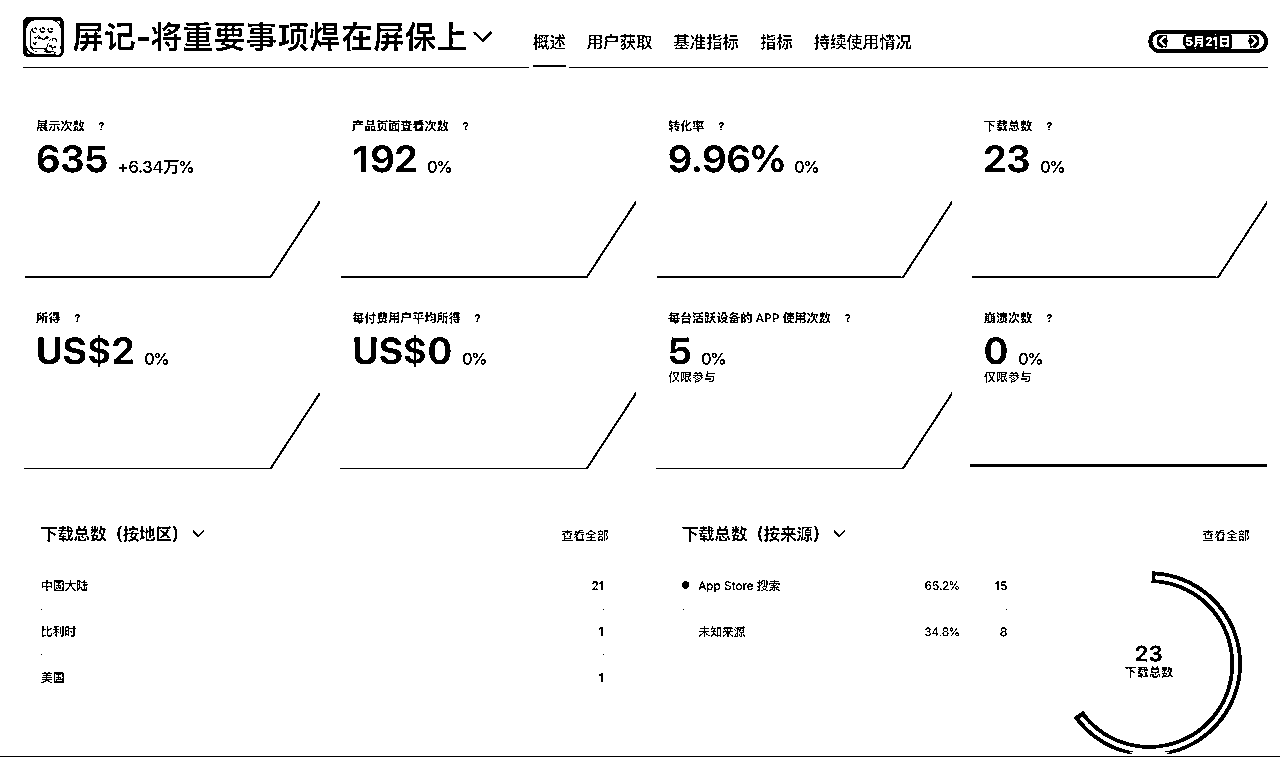 屏记-将重要事项焊在屏保上
概述 用户获取 基准指标 指标 持续使用情况
5月21日
展示次数 ? 产品页面查看次数 ? 转化率 ? 下载总数 ?
635 +6.34万% 192 0% 9.96% 0% 23 0%
所得 ? 每付费用户平均所得 ? 每台活跃设备的 APP 使用次数 ? 崩溃次数 ?
US$2 0% US$0 0% 5 0% 0 0%
仅限参与 仅限参与
下载总数（按地区） 查看全部 下载总数（按来源） 查看全部
中国大陆 21 App Store 搜索 65.2% 15
比利时 1 未知来源 34.8% 8
23
下载总数
美国 1